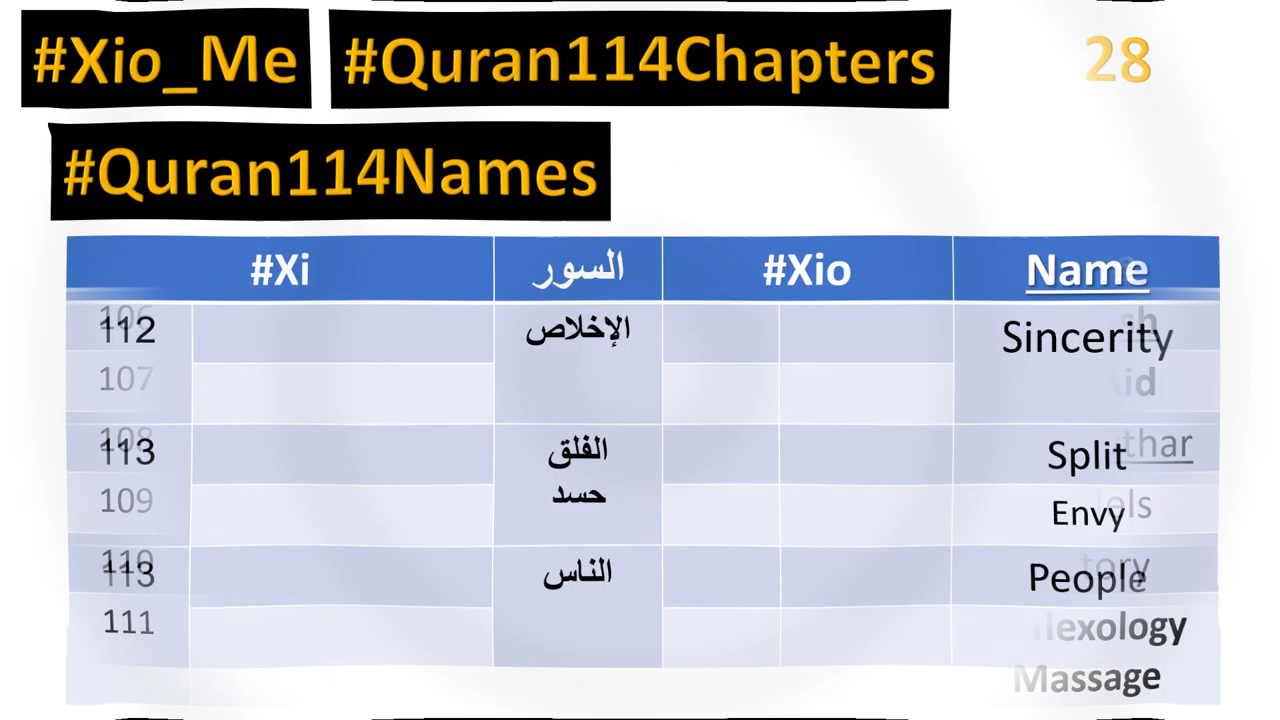 #Xio_Me #Quran114Chapters 28
#Quran114Names
#Xi السور #Xio Name
112 الإخلاص Sincerity
107
113 الفلق Split
109 حسد Envy
113 الناس People
111
Massage